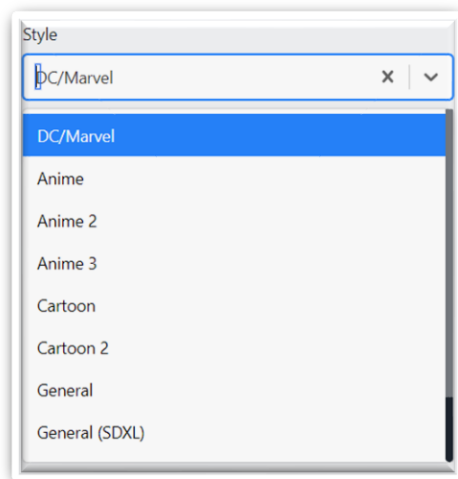 Style
DC/Marvel
DC/Marvel
Anime
Anime 2
Anime 3
Cartoon
Cartoon 2
General
General (SDXL)